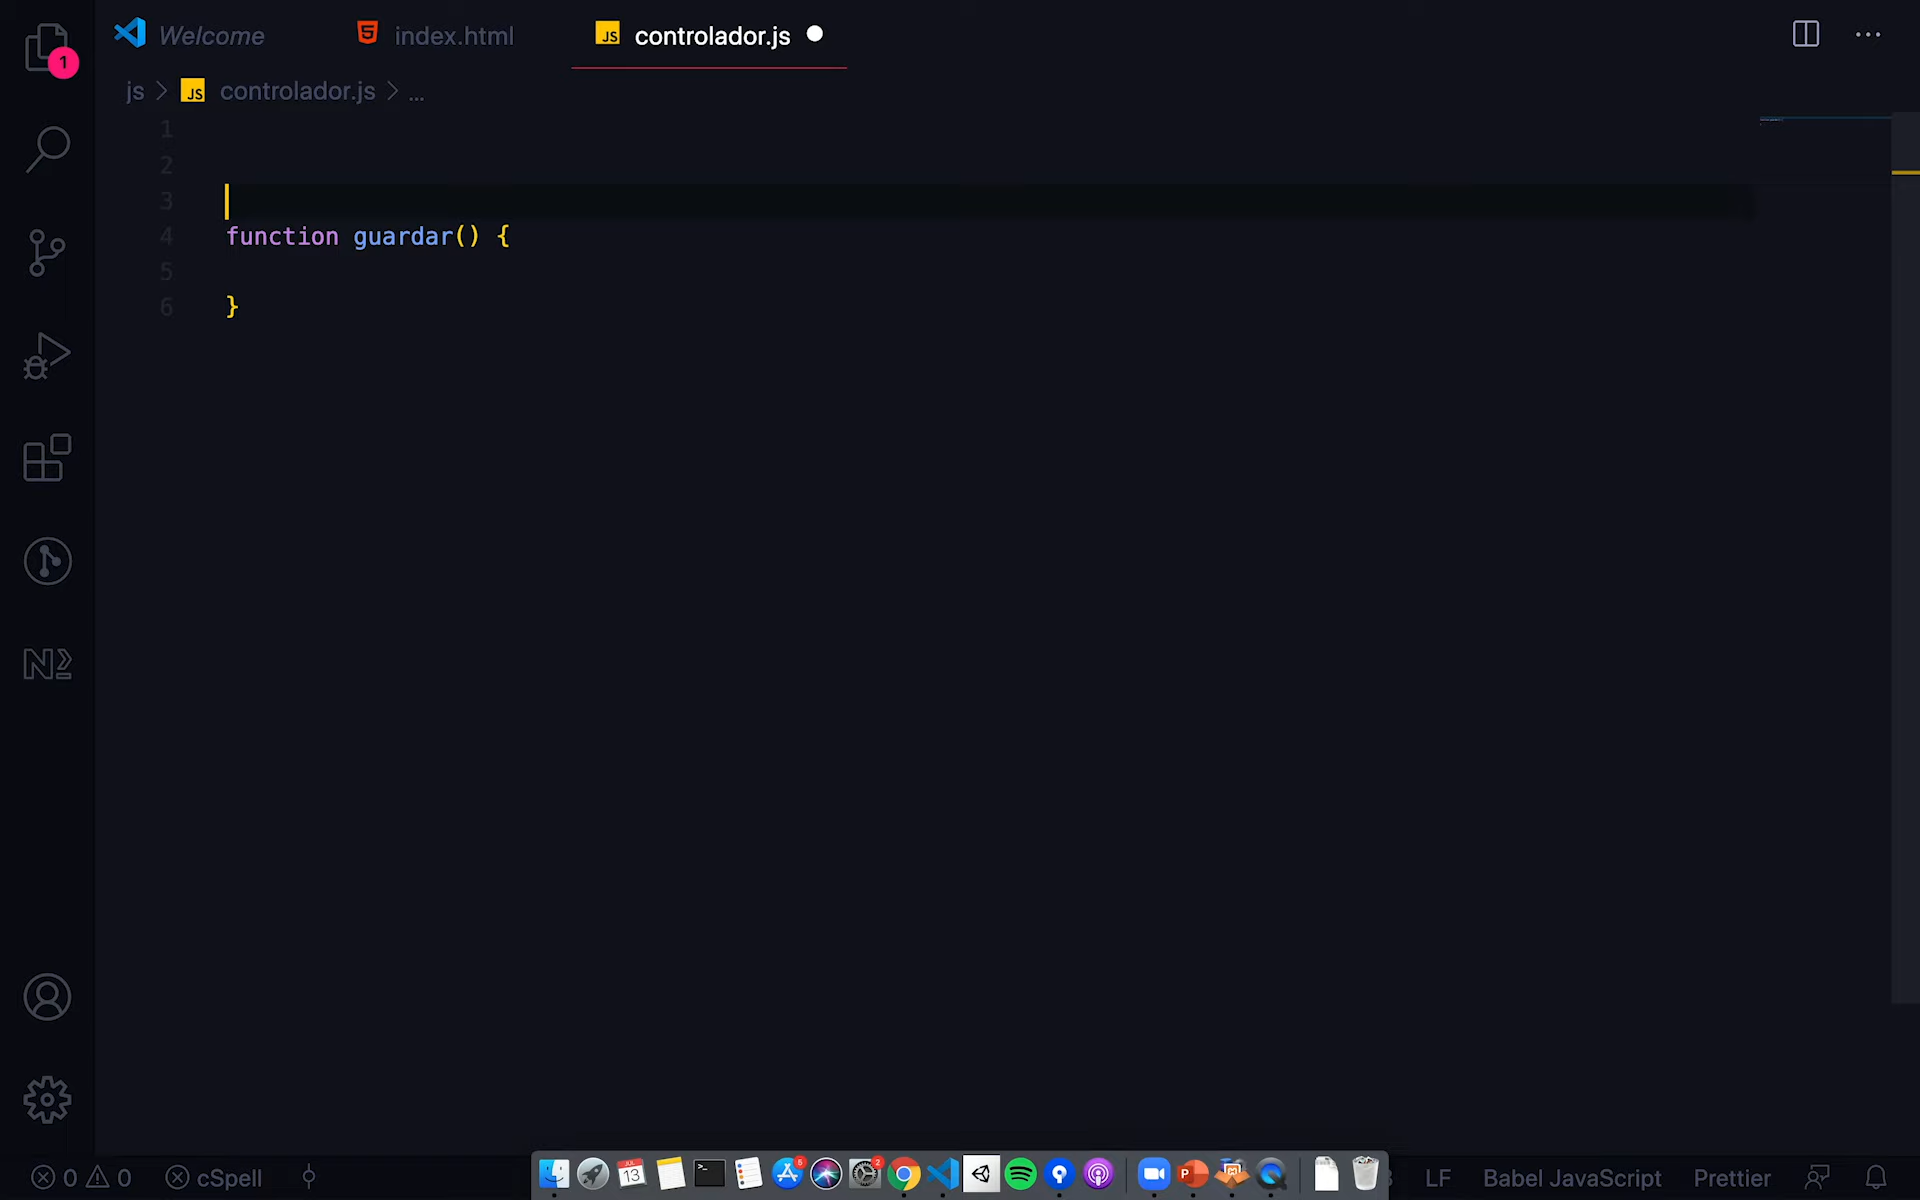 Welcome
index.html
controlador.js
1
js > controlador.js > ...
1
2
3
4 function guardar() {
5
6 }
0 0 cSpell
LF Babel JavaScript Prettier